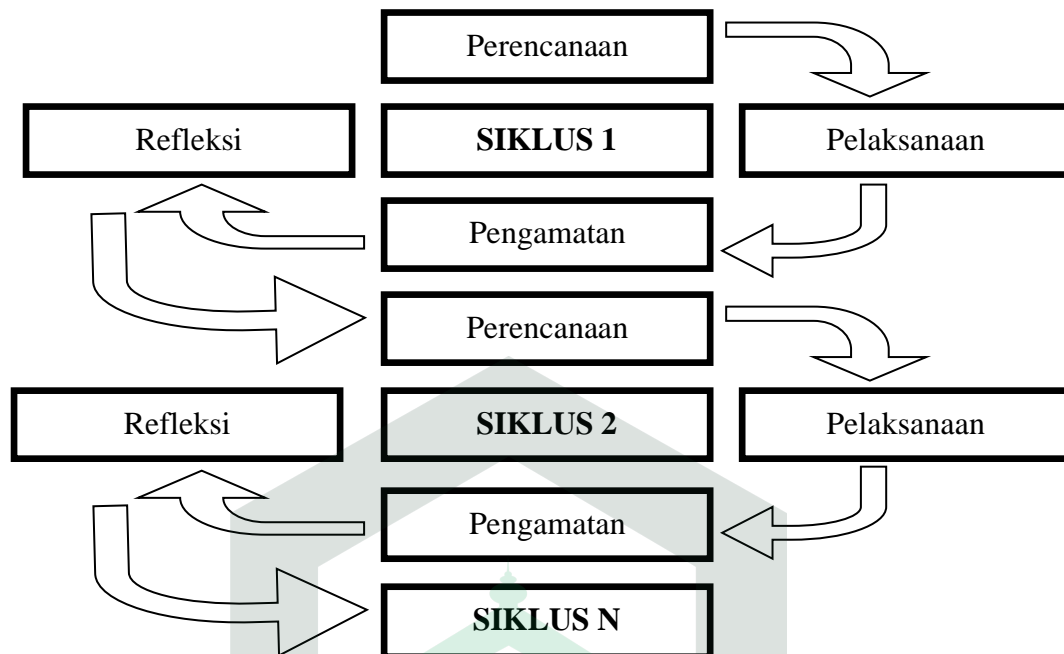 Perencanaan
Refleksi
SIKLUS 1
Pelaksanaan
Pengamatan
Perencanaan
Refleksi
SIKLUS 2
Pelaksanaan
Pengamatan
SIKLUS N